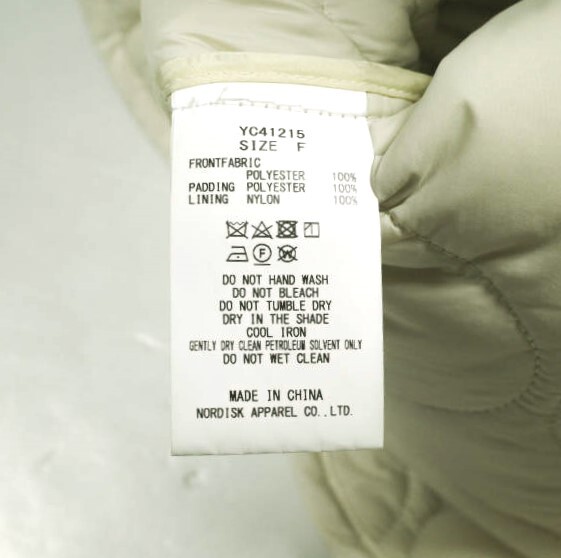 YC41215
SIZE F
FRONTFABRIC
POLYESTER 100%
PADDING POLYESTER 100%
LINING NYLON 100%
F W
DO NOT HAND WASH
DO NOT BLEACH
DO NOT TUMBLE DRY
DRY IN THE SHADE
COOL IRON
GENTLY DRY CLEAN PETROLEUM SOLVENT ONLY
DO NOT WET CLEAN
MADE IN CHINA
NORDISK APPAREL CO.,LTD.